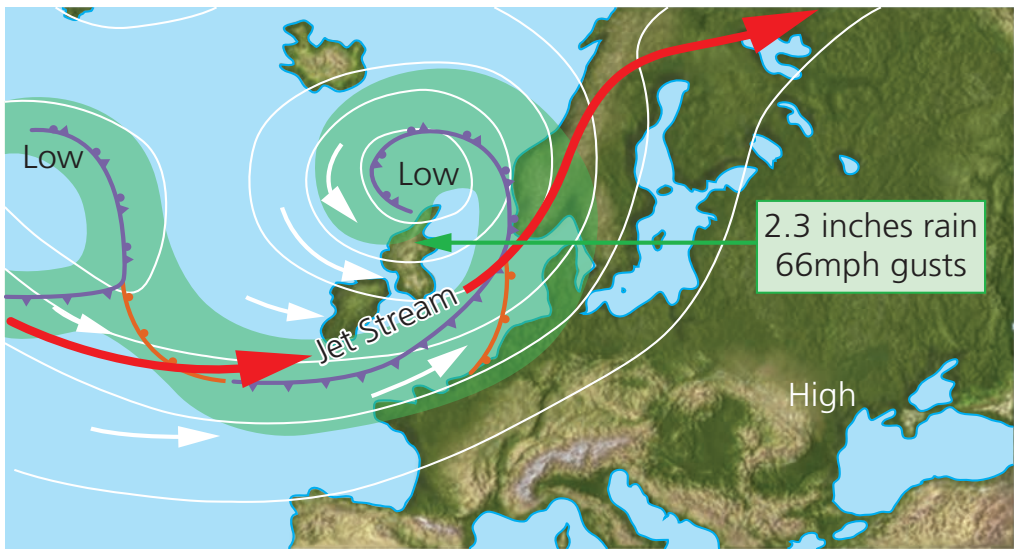 Low
Low
2.3 inches rain
66mph gusts
Jet Stream
High